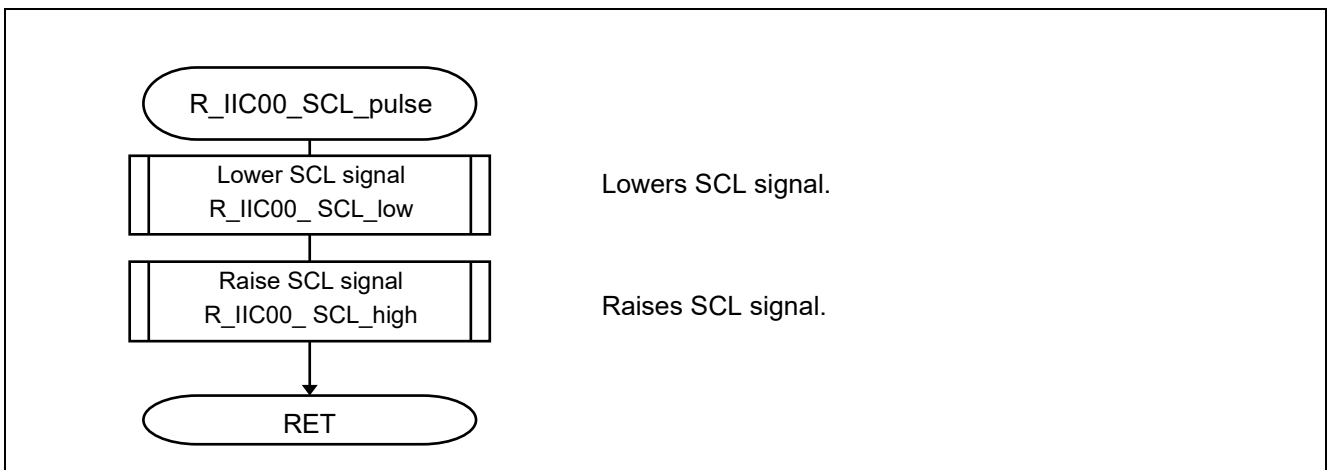 R_IIC00_SCL_pulse
Lower SCL signal
R_IIC00_ SCL_low
Lowers SCL signal.
Raise SCL signal
R_IIC00_ SCL_high
Raises SCL signal.
RET